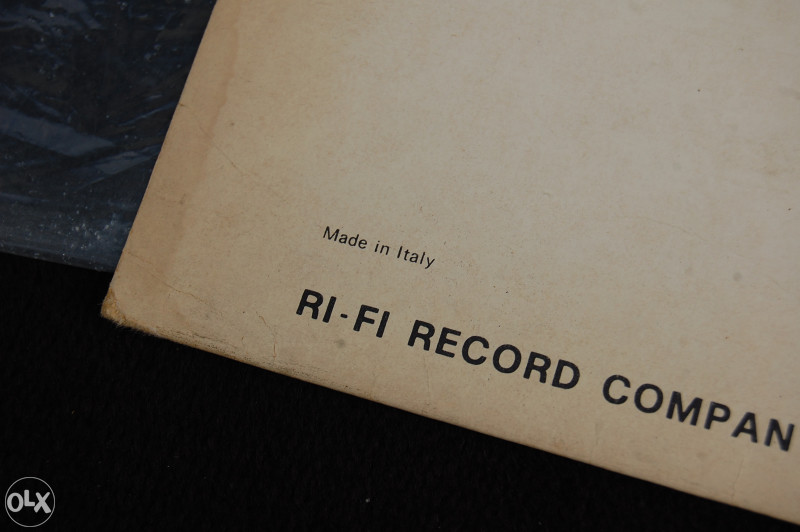 Made in Italy
RI-FI RECORD COMPAN
OLX